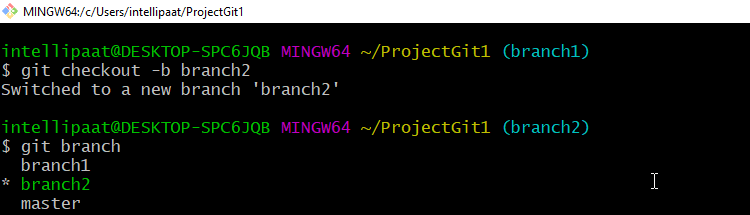 MINGW64:/c/Users/intellipaat/ProjectGit1
intellipaat@DESKTOP-SPC6JQB MINGW64 ~/ProjectGit1 (branch1)
$ git checkout -b branch2
Switched to a new branch 'branch2'
intellipaat@DESKTOP-SPC6JQB MINGW64 ~/ProjectGit1 (branch2)
$ git branch
  branch1
* branch2
  master